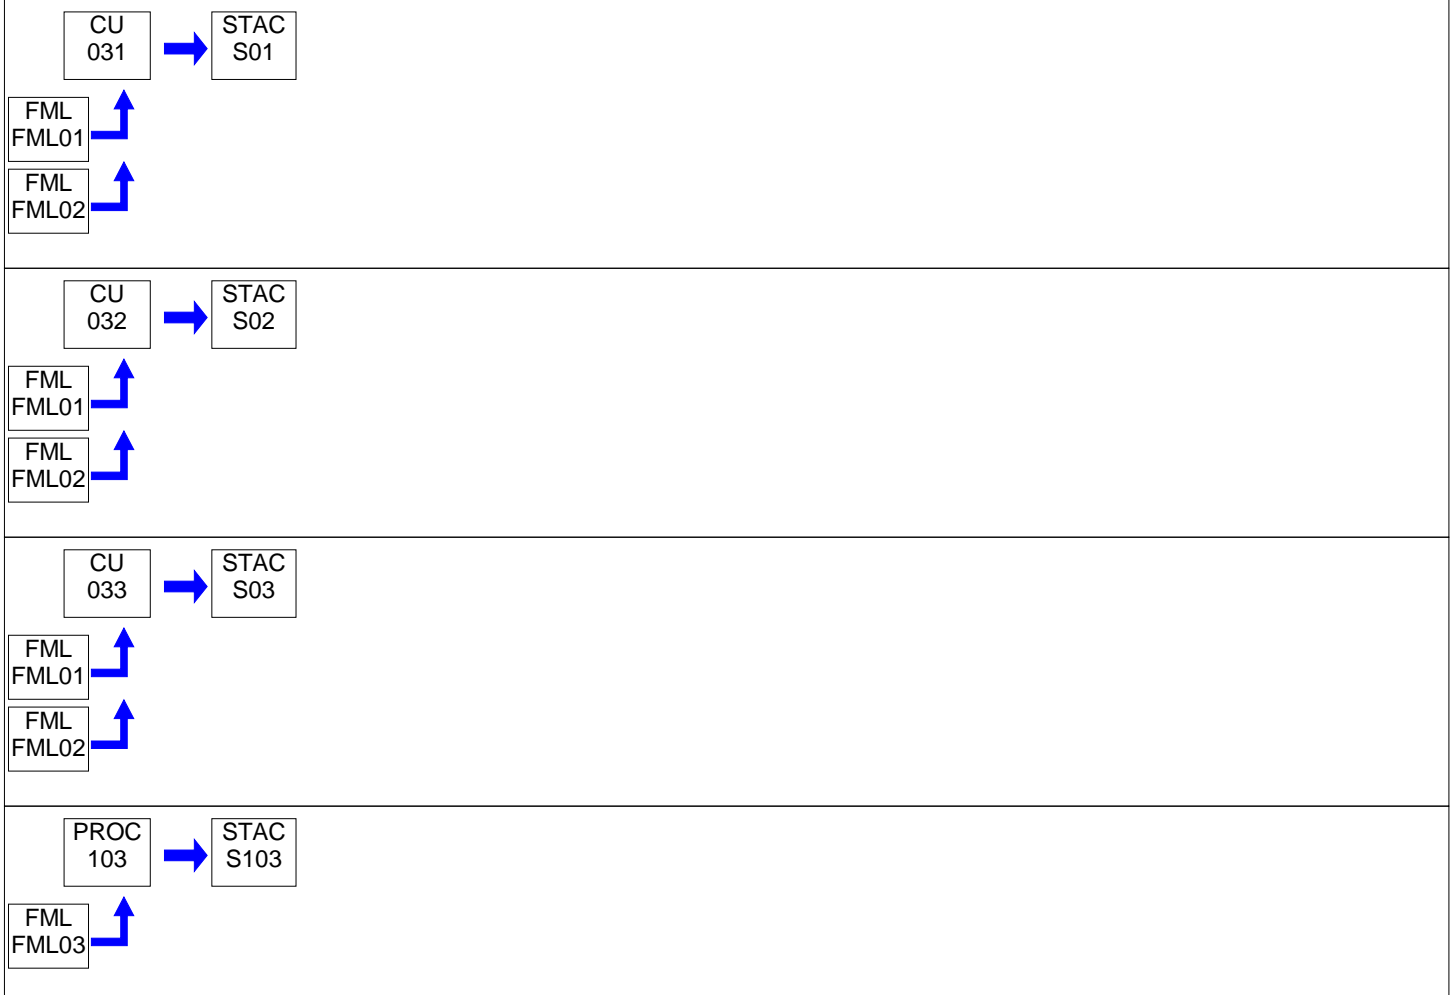 CU
031
STAC
S01
FML
FML01
FML
FML02
CU
032
STAC
S02
FML
FML01
FML
FML02
CU
033
STAC
S03
FML
FML01
FML
FML02
PROC
103
STAC
S103
FML
FML03